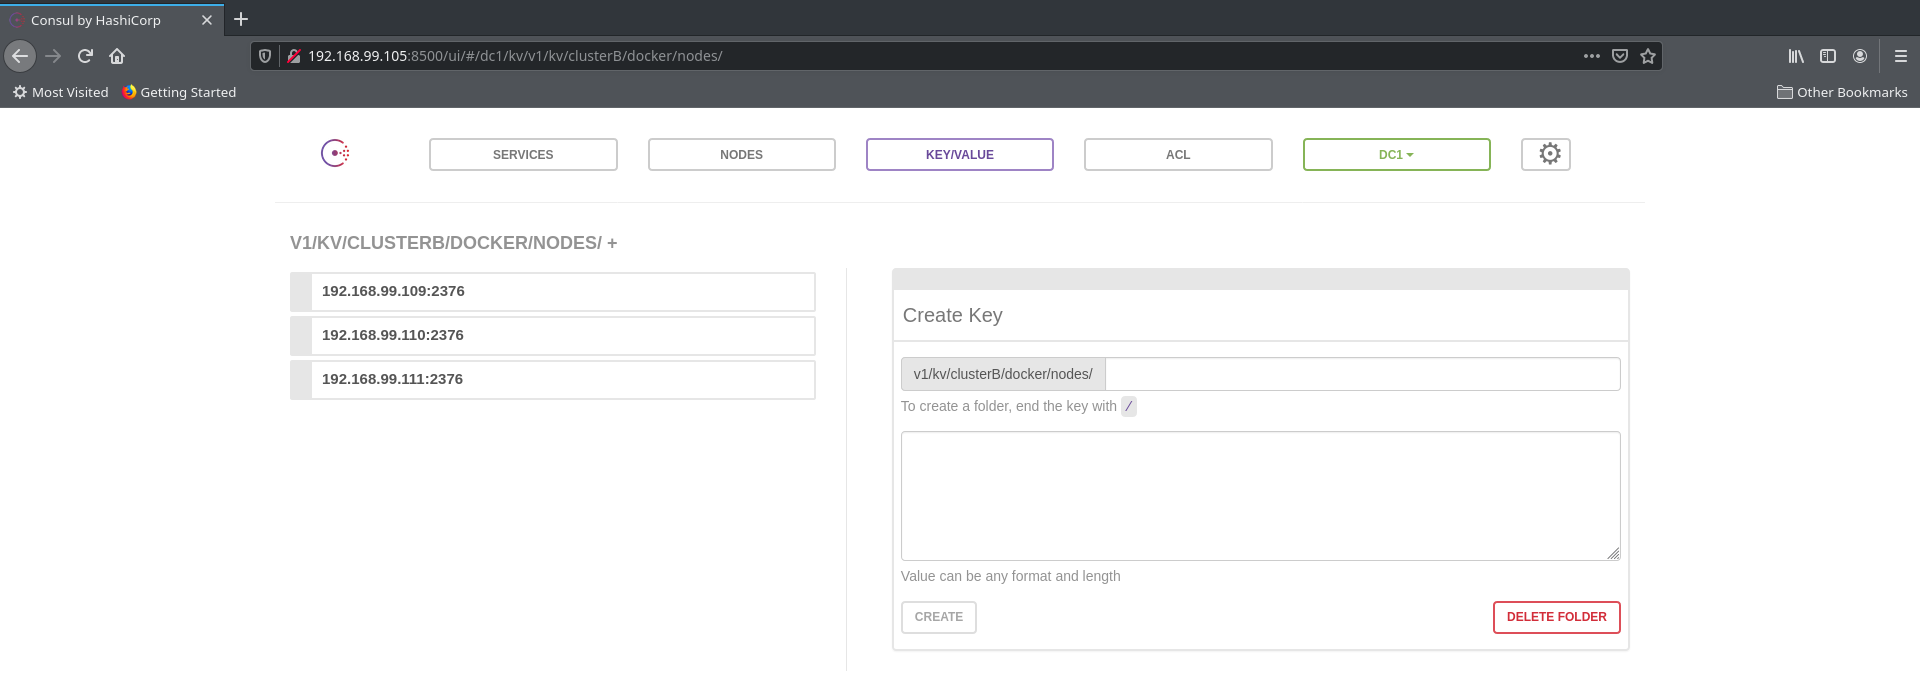 Consul by HashiCorp
192.168.99.105:8500/ui/#/dc1/kv/v1/kv/clusterB/docker/nodes/
Most Visited Getting Started Other Bookmarks
SERVICES NODES KEY/VALUE ACL DC1
V1/KV/CLUSTERB/DOCKER/NODES/ +
192.168.99.109:2376
192.168.99.110:2376
192.168.99.111:2376
Create Key
v1/kv/clusterB/docker/nodes/
To create a folder, end the key with /
Value can be any format and length
CREATE DELETE FOLDER